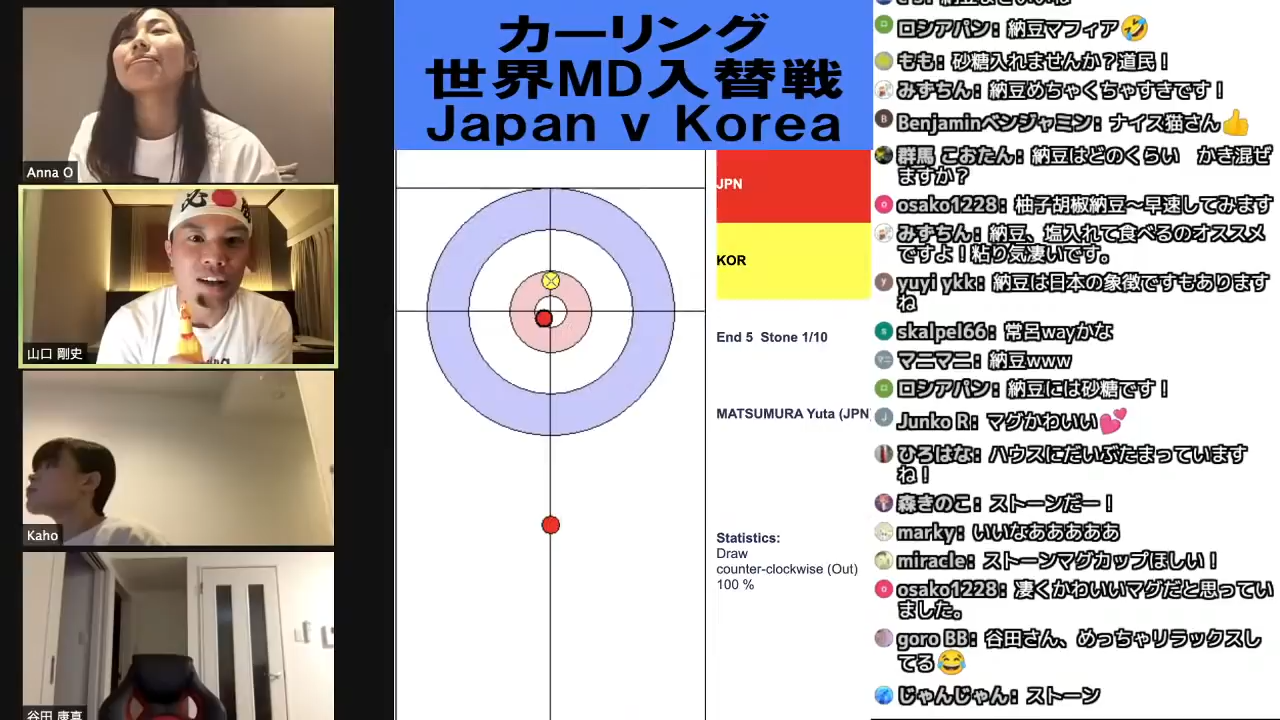 カーリング
世界MD入替戦
Japan v Korea
Anna O
必
山口 剛史
Kaho
谷田 康真
JPN
KOR
End 5 Stone 1/10
MATSUMURA Yuta (JPN
Statistics:
Draw
counter-clockwise (Out)
100 %
ロシアパン: 納豆マフィア🤣
もも: 砂糖入れませんか？道民！
みずちん: 納豆めちゃくちゃすきです！
Benjaminベンジャミン: ナイス猫さん👍
群馬 こおたん: 納豆はどのくらい かき混ぜ
ますか？
osako1228: 柚子胡椒納豆〜早速してみます
みずちん: 納豆、塩入れて食べるのオススメ
ですよ！粘り気凄いです。
yuyi ykk: 納豆は日本の象徴ですもあります
ね
skalpel66: 常呂wayかな
マニマニ: 納豆www
ロシアパン: 納豆には砂糖です！
Junko R: マグかわいい💕
ひろはな: ハウスにだいぶたまっています
ね！
森きのこ: ストーンだー！
marky: いいなあああああ
miracle: ストーンマグカップほしい！
osako1228: 凄くかわいいマグだと思ってい
ました。
goro BB: 谷田さん、めっちゃリラックスし
てる😂
じゃんじゃん: ストーン